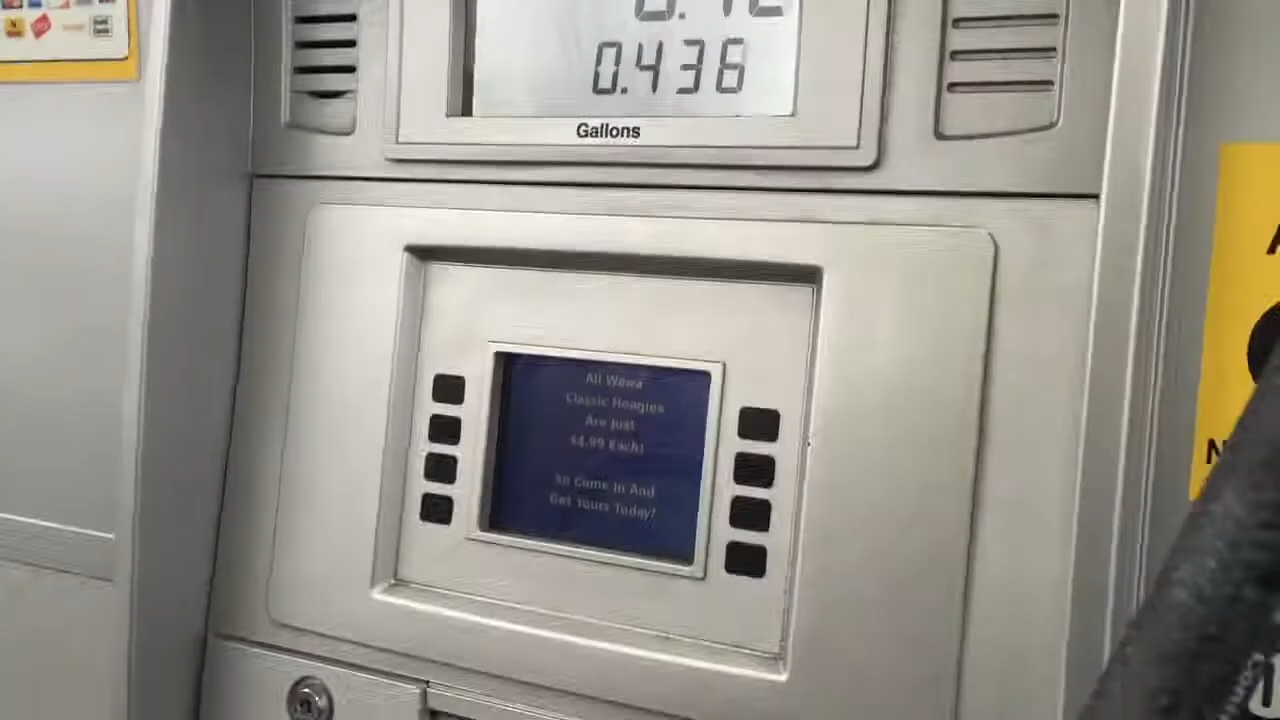 0.436
Gallons
All Wawa
Classic Hoagies
Are Just
$4.99 Each!
So Come In And
Get Yours Today!